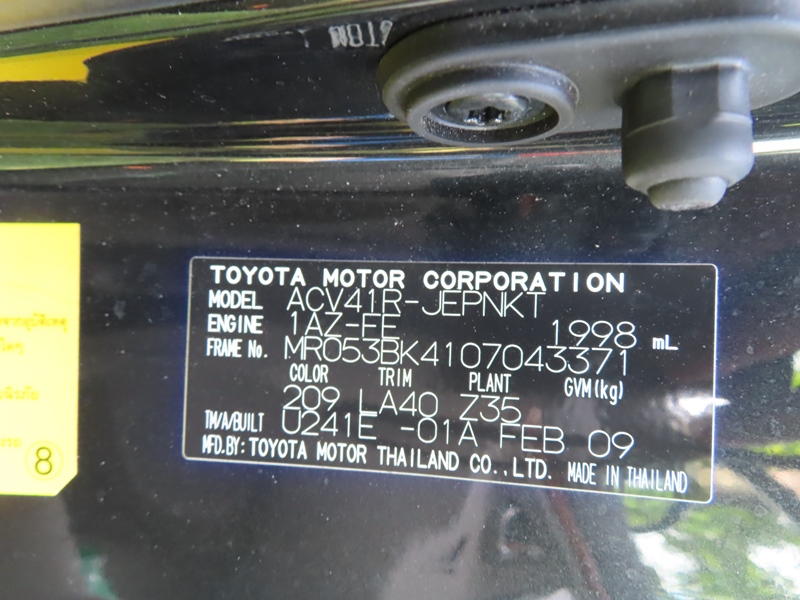 TOYOTA MOTOR CORPORATION
MODEL ACV41R-JEPNKT
ENGINE 1AZ-FE 1998 mL
FRAME No. MR053BK4107043371
COLOR TRIM PLANT GVM(kg)
209 LA40 Z35
TM/A/BUILT U241E -01A FEB 09
MFD.BY: TOYOTA MOTOR THAILAND CO.,LTD. MADE IN THAILAND
8